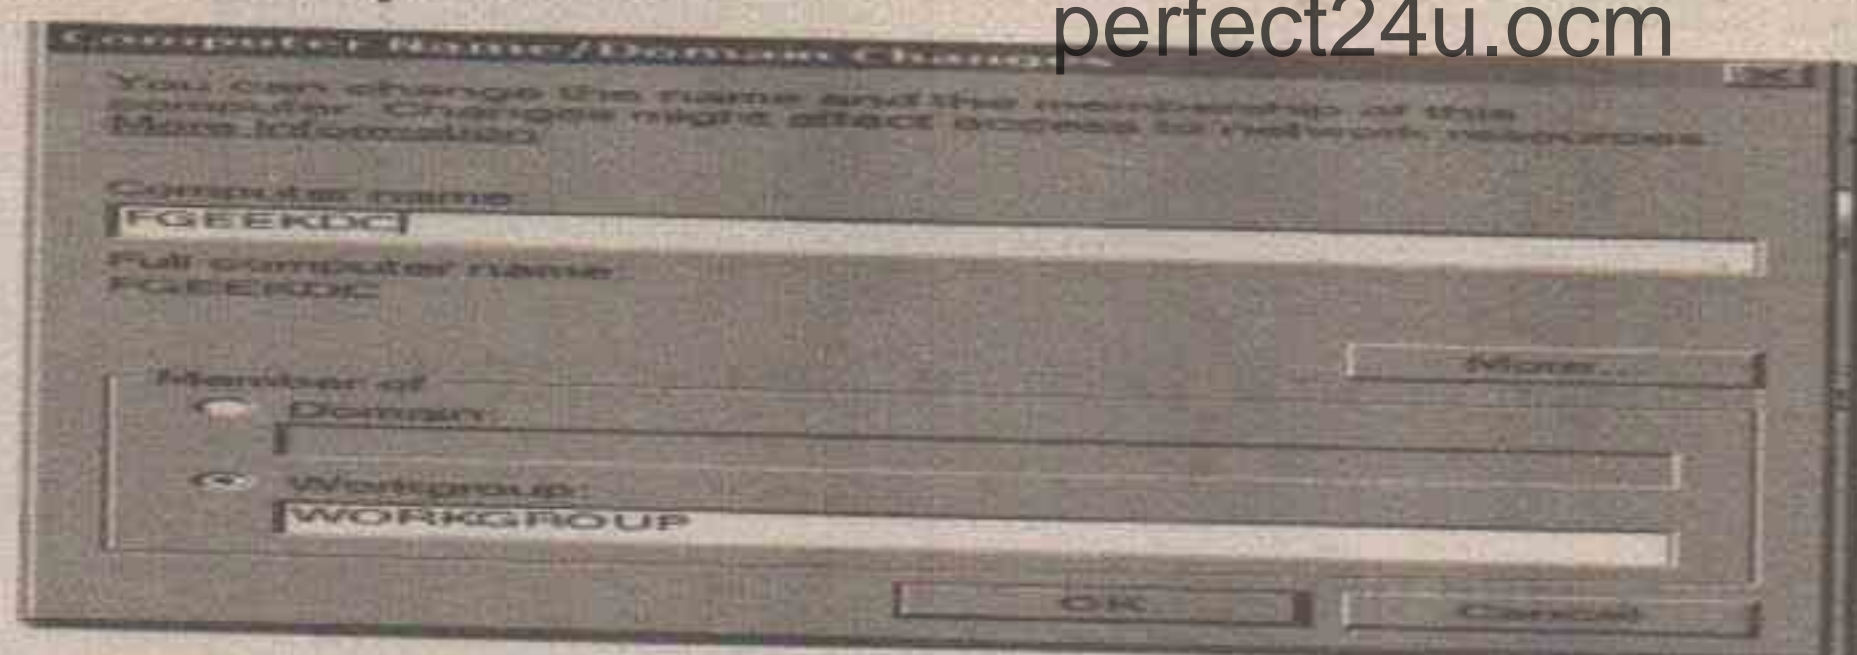 perfect24u.ocm
Computer Name/Domain Changes
You can change the name and the membership of this
computer. Changes might affect access to network resources.
More information
Computer name:
FGEEKDC
Full computer name:
FGEEKDC
More...
Member of
Domain:
Workgroup:
WORKGROUP
OK
Cancel